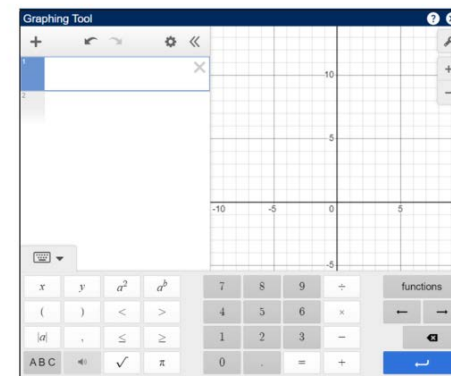 Graphing Tool ?
+ «
1 ×
2
10
5
-10 -5 0 5
-5
+
−
x y a² aᵇ 7 8 9 ÷ functions
( ) < > 4 5 6 × ← →
|a| , ≤ ≥ 1 2 3 −
A B C √ π 0 . = +